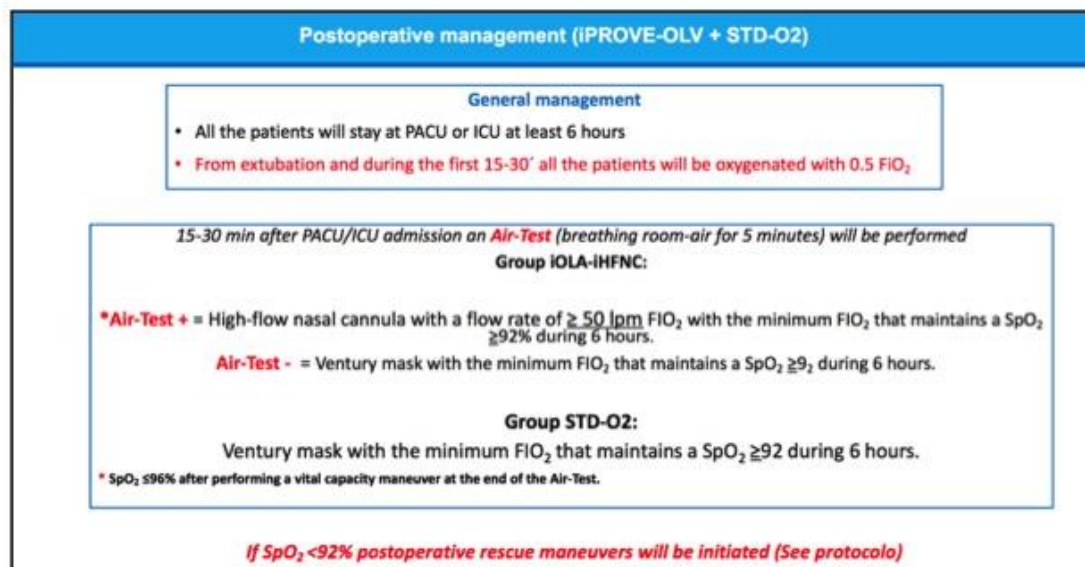 Postoperative management (iPROVE-OLV + STD-O2)
General management
• All the patients will stay at PACU or ICU at least 6 hours
• From extubation and during the first 15-30´ all the patients will be oxygenated with 0.5 FiO₂
15-30 min after PACU/ICU admission an Air-Test (breathing room-air for 5 minutes) will be performed
Group iOLA-iHFNC:
*Air-Test + = High-flow nasal cannula with a flow rate of ≥ 50 lpm FIO₂ with the minimum FIO₂ that maintains a SpO₂
≥92% during 6 hours.
Air-Test - = Ventury mask with the minimum FIO₂ that maintains a SpO₂ ≥9₂ during 6 hours.
Group STD-O2:
Ventury mask with the minimum FIO₂ that maintains a SpO₂ ≥92 during 6 hours.
* SpO₂ ≤96% after performing a vital capacity maneuver at the end of the Air-Test.
If SpO₂ <92% postoperative rescue maneuvers will be initiated (See protocolo)